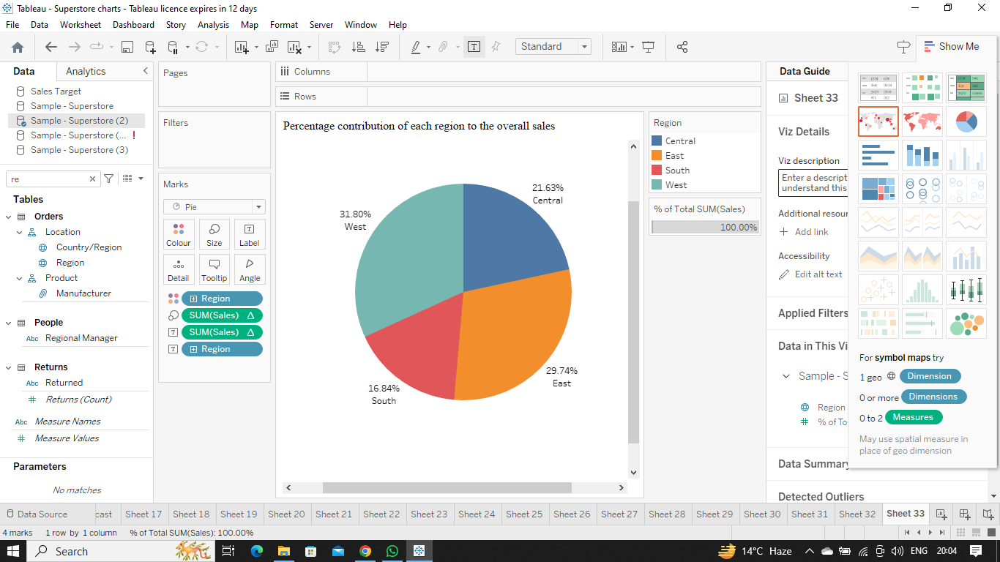 Tableau - Superstore charts - Tableau licence expires in 12 days
File Data Worksheet Dashboard Story Analysis Map Format Server Window Help
Standard
Show Me
Data Analytics
Sales Target
Sample - Superstore
Sample - Superstore (2)
Sample - Superstore (... !
Sample - Superstore (3)
re
Tables
Orders
Location
Country/Region
Region
Product
Manufacturer
People
Abc Regional Manager
Returns
Abc Returned
Returns (Count)
Abc Measure Names
Measure Values
Parameters
No matches
Pages
Filters
Marks
Pie
Colour Size Label
Detail Tooltip Angle
Region
SUM(Sales)
SUM(Sales)
Region
Columns
Rows
Percentage contribution of each region to the overall sales
21.63%
Central
31.80%
West
29.74%
East
16.84%
South
Region
Central
East
South
West
% of Total SUM(Sales)
100.00%
Data Guide
Sheet 33
Viz Details
Viz description
Enter a descript
understand this
Additional resour
Add link
Accessibility
Edit alt text
Applied Filters
Data in This Vi
Sample - S
Region
% of To
Data Summary
Detected Outliers
For symbol maps try
1 geo Dimension
0 or more Dimensions
0 to 2 Measures
May use spatial measure in
place of geo dimension
Data Source cast Sheet 17 Sheet 18 Sheet 19 Sheet 20 Sheet 21 Sheet 22 Sheet 23 Sheet 24 Sheet 25 Sheet 26 Sheet 27 Sheet 28 Sheet 29 Sheet 30 Sheet 31 Sheet 32 Sheet 33
4 marks 1 row by 1 column % of Total SUM(Sales): 100.00%
Search
14°C Haze
ENG 20:04